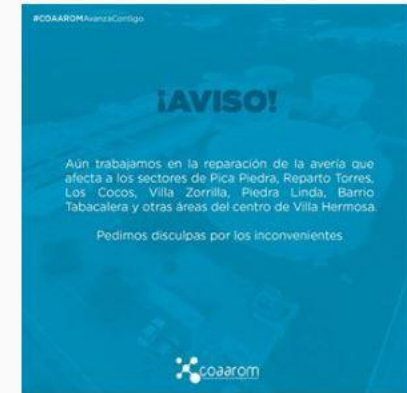 #COAAROMAvanzaContigo
¡AVISO!
Aún trabajamos en la reparación de la avería que
afecta a los sectores de Pica Piedra, Reparto Torres,
Los Cocos, Villa Zorrilla, Piedra Linda, Barrio
Tabacalera y otras áreas del centro de Villa Hermosa.
Pedimos disculpas por los inconvenientes
coaarom